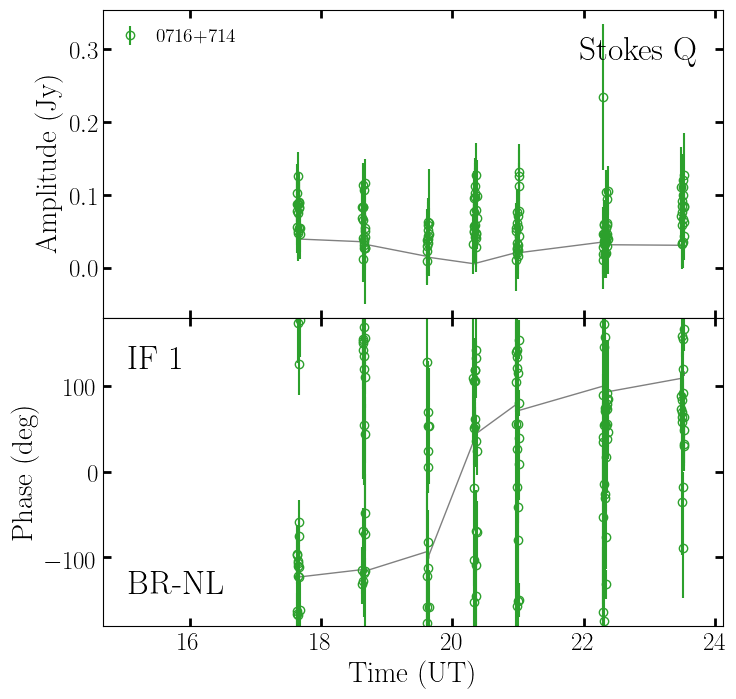 0716+714
Stokes Q
0.3
0.2
0.1
0.0
Amplitude (Jy)
IF 1
100
0
−100
Phase (deg)
BR-NL
16 18 20 22 24
Time (UT)